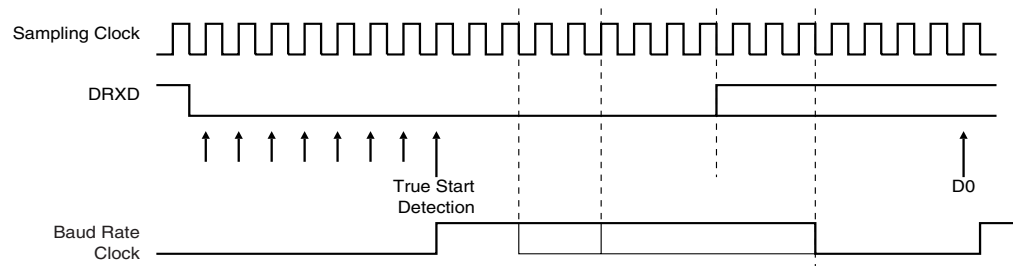 Sampling Clock
DRXD
True Start
Detection
D0
Baud Rate
Clock